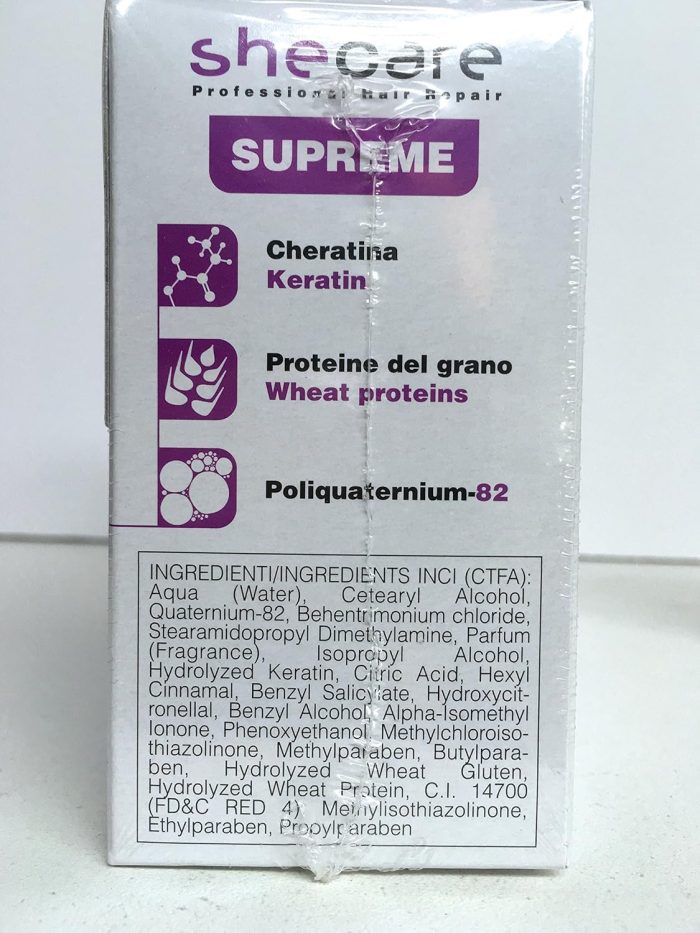 shecare
Professional Hair Repair
SUPREME
Cheratina
Keratin
Proteine del grano
Wheat proteins
Poliquaternium-82
INGREDIENTI/INGREDIENTS INCI (CTFA):
Aqua (Water), Cetearyl Alcohol,
Quaternium-82, Behentrimonium chloride,
Stearamidopropyl Dimethylamine, Parfum
(Fragrance), Isopropyl Alcohol,
Hydrolyzed Keratin, Citric Acid, Hexyl
Cinnamal, Benzyl Salicylate, Hydroxycit-
ronellal, Benzyl Alcohol, Alpha-Isomethyl
Ionone, Phenoxyethanol, Methylchloroiso-
thiazolinone, Methylparaben, Butylpara-
ben, Hydrolyzed Wheat Gluten,
Hydrolyzed Wheat Protein, C.I. 14700
(FD&C RED 4), Methylisothiazolinone,
Ethylparaben, Propylparaben